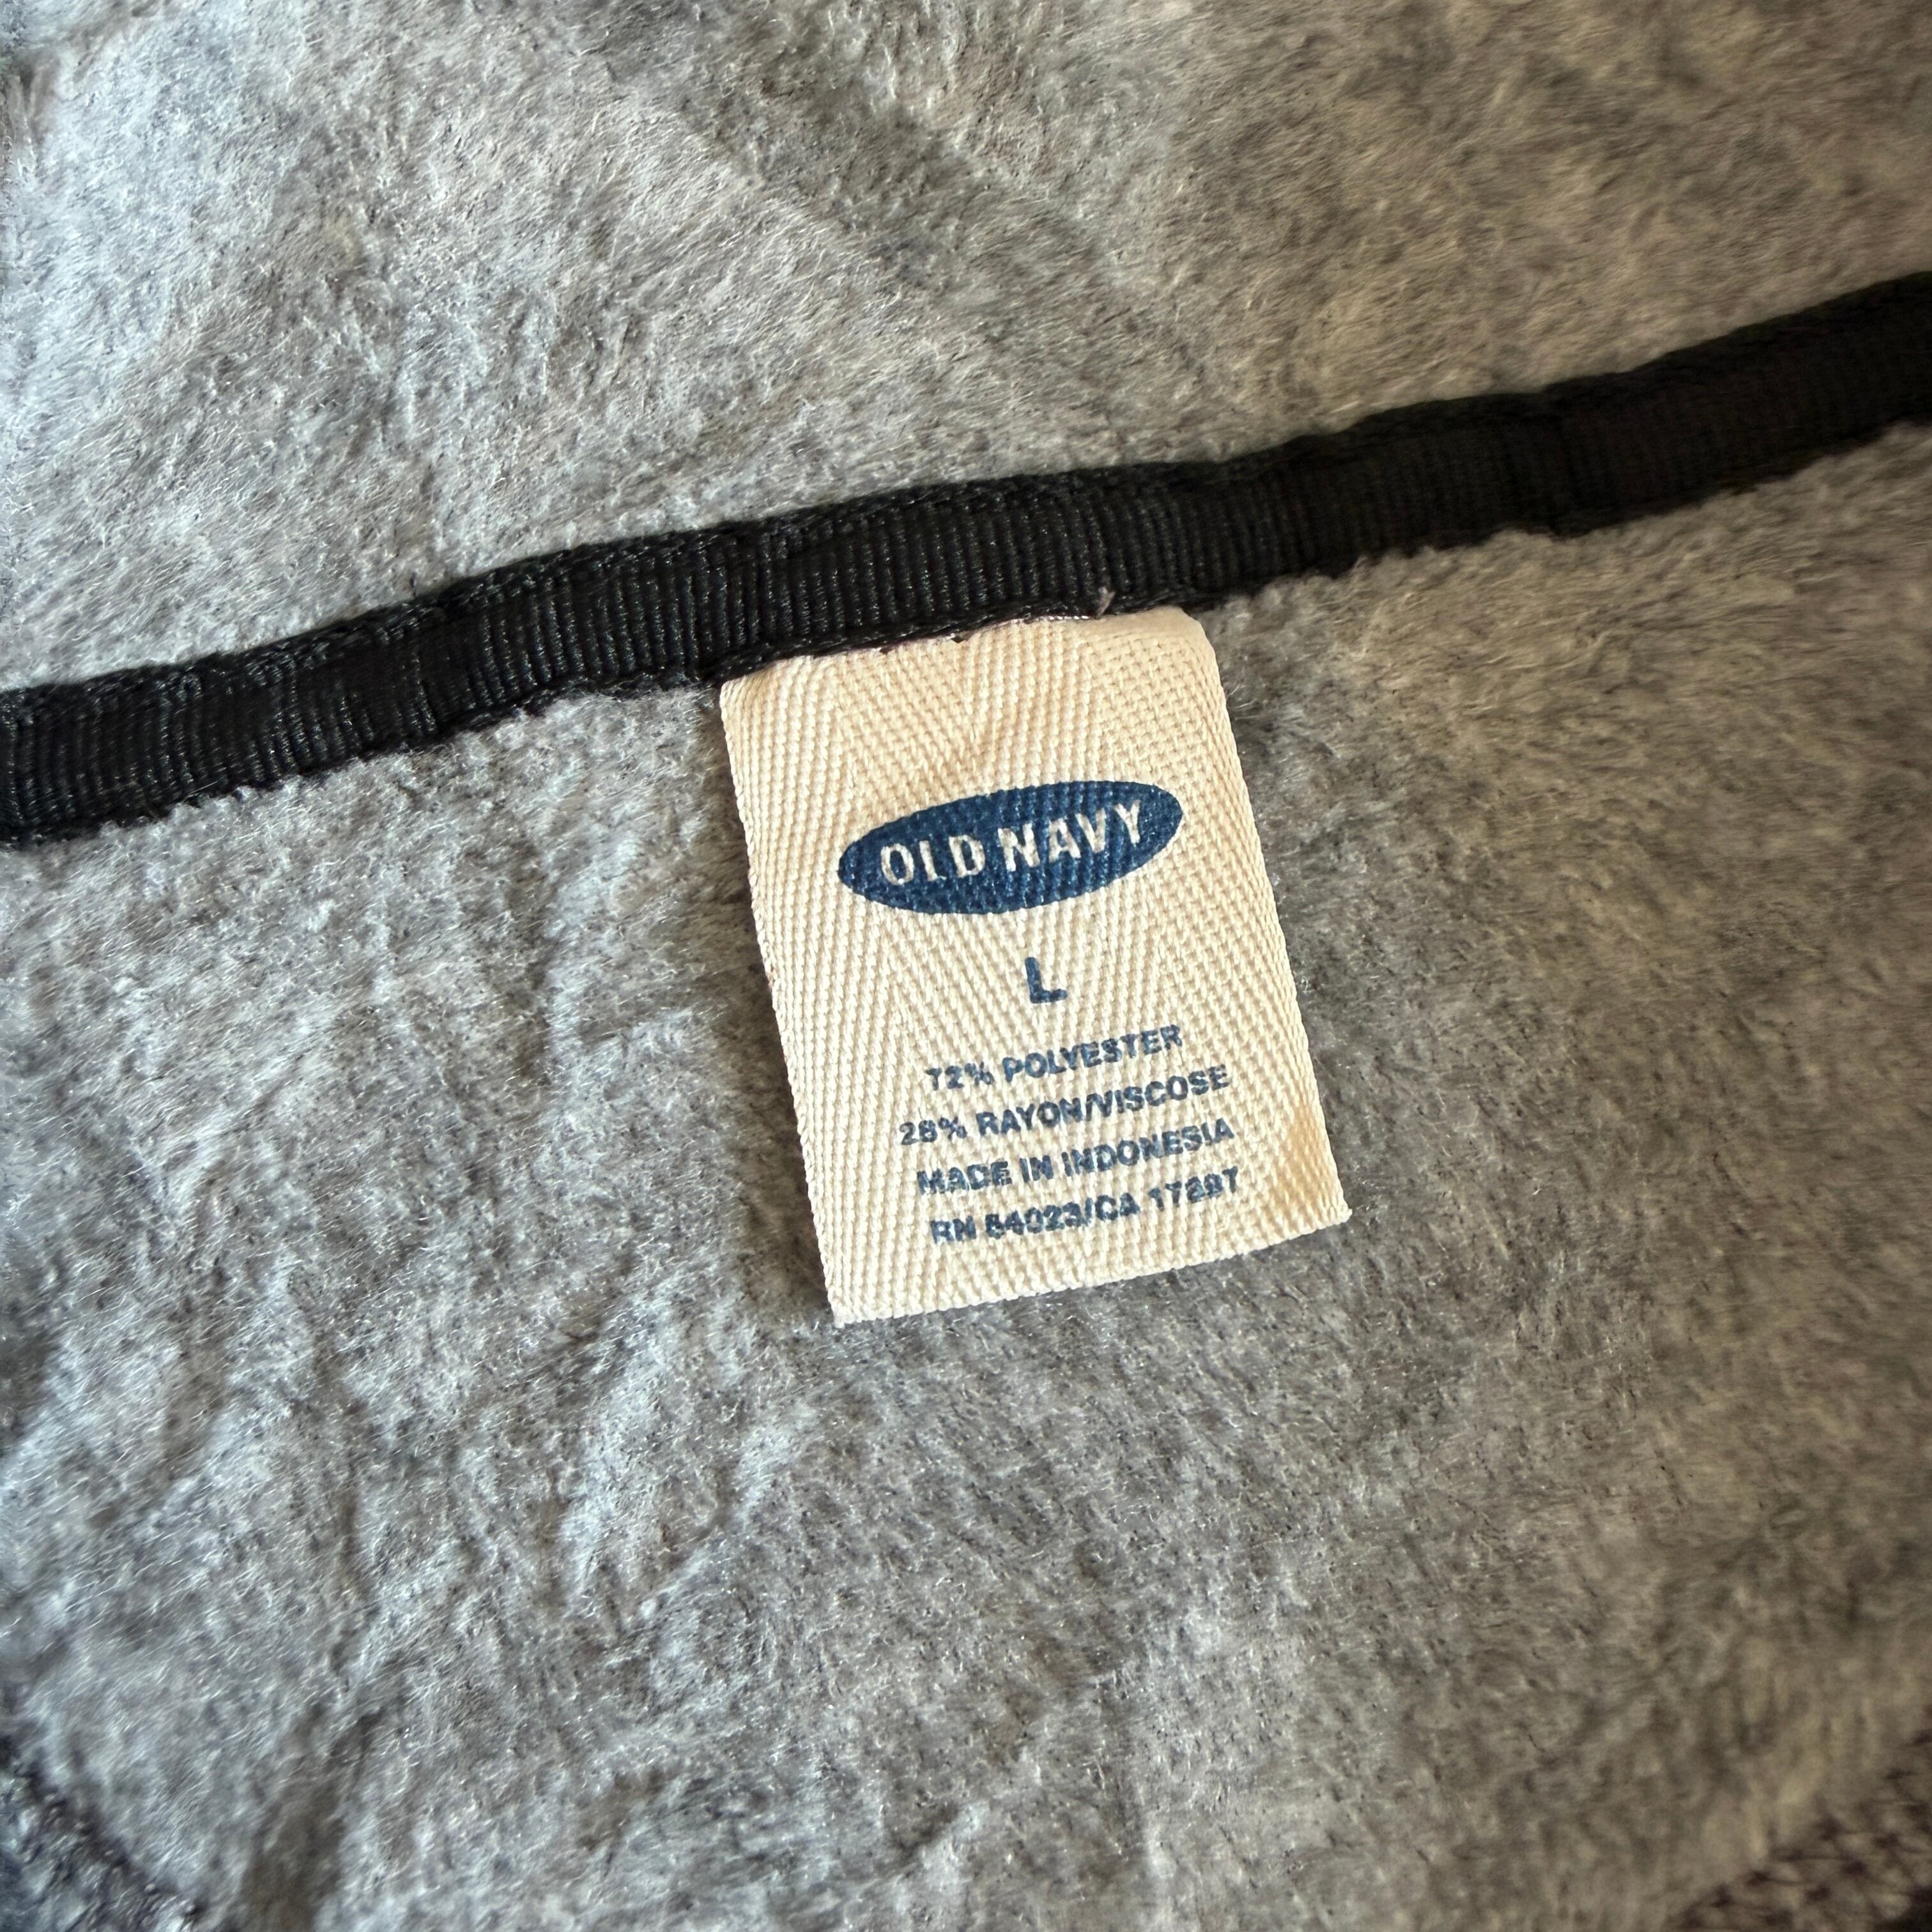 OLD NAVY
L
72% POLYESTER
28% RAYON/VISCOSE
MADE IN INDONESIA
RN 54023/CA 17897